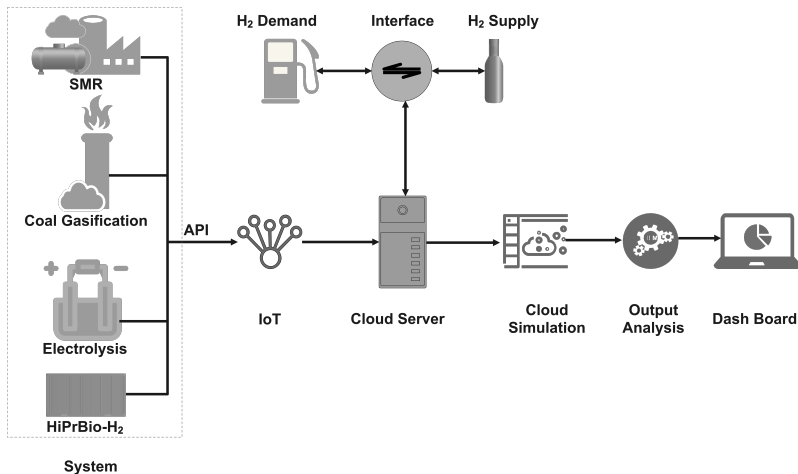 SMR
Coal Gasification
Electrolysis
HiPrBio-H₂
System
API
H₂ Demand
Interface
H₂ Supply
IoT
Cloud Server
Cloud
Simulation
Output
Analysis
Dash Board